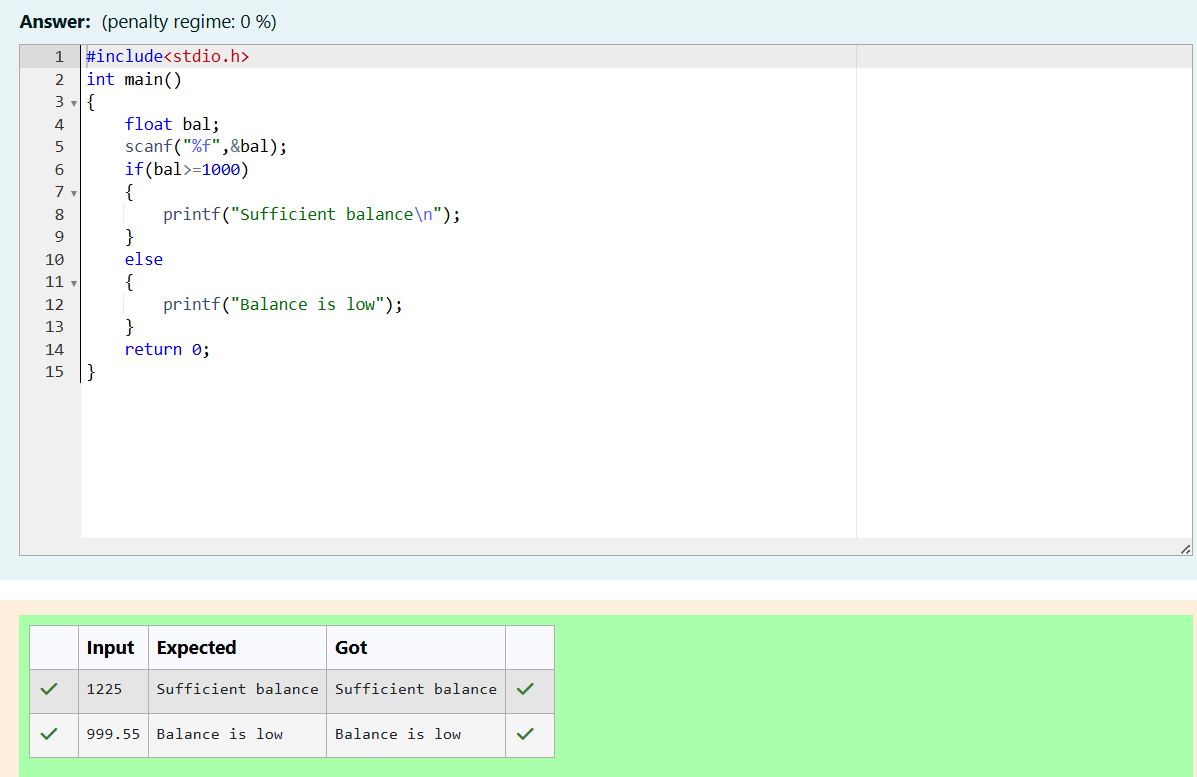 Answer: (penalty regime: 0 %)
1 #include<stdio.h>
2 int main()
3 {
4     float bal;
5     scanf("%f",&bal);
6     if(bal>=1000)
7     {
8         printf("Sufficient balance\n");
9     }
10     else
11     {
12         printf("Balance is low");
13     }
14     return 0;
15 }
Input Expected Got
1225 Sufficient balance Sufficient balance
999.55 Balance is low Balance is low